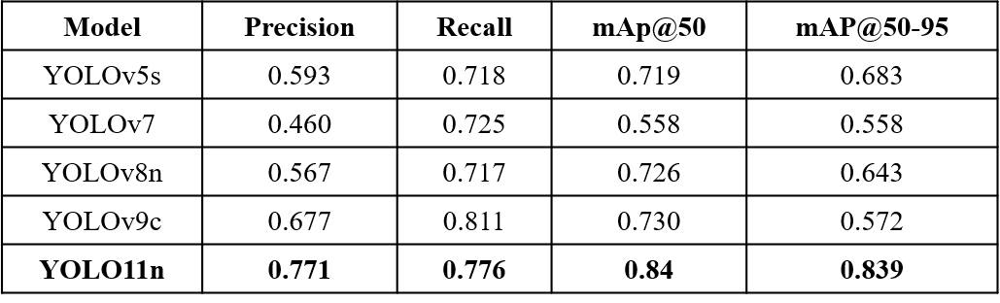 Model Precision Recall mAp@50 mAP@50-95
YOLOv5s 0.593 0.718 0.719 0.683
YOLOv7 0.460 0.725 0.558 0.558
YOLOv8n 0.567 0.717 0.726 0.643
YOLOv9c 0.677 0.811 0.730 0.572
YOLO11n 0.771 0.776 0.84 0.839